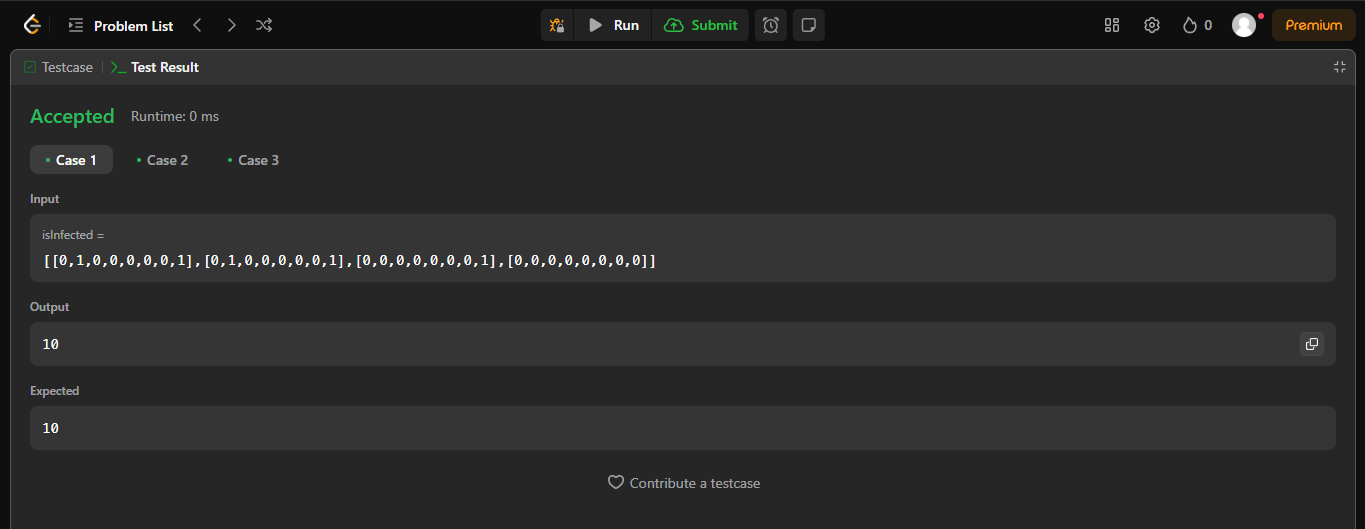 Problem List Run Submit 0 Premium
Testcase Test Result
Accepted Runtime: 0 ms
Case 1 Case 2 Case 3
Input
isInfected =
[[0,1,0,0,0,0,0,1],[0,1,0,0,0,0,0,1],[0,0,0,0,0,0,0,1],[0,0,0,0,0,0,0,0]]
Output
10
Expected
10
Contribute a testcase